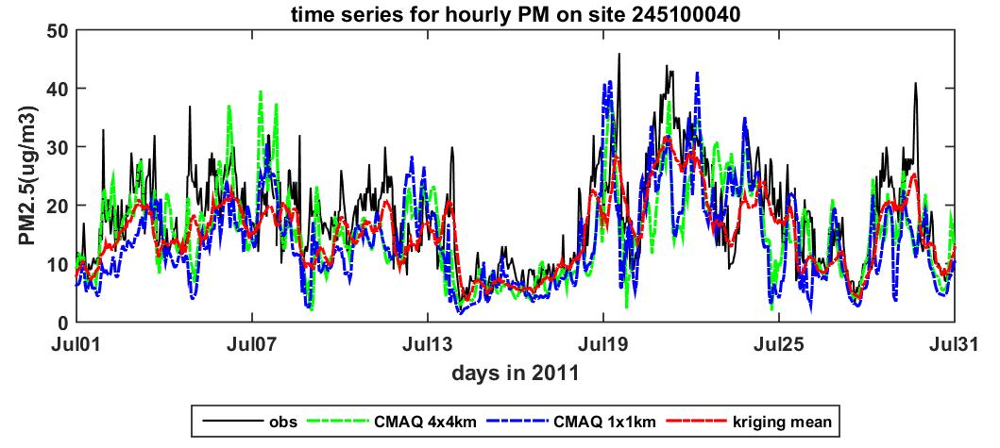 time series for hourly PM on site 245100040
PM2.5(ug/m3)
50
40
30
20
10
0
Jul01 Jul07 Jul13 Jul19 Jul25 Jul31
days in 2011
obs CMAQ 4x4km CMAQ 1x1km kriging mean